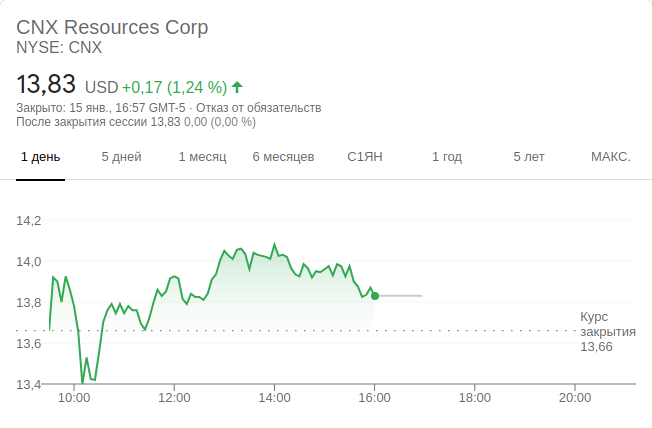 CNX Resources Corp
NYSE: CNX
13,83 USD +0,17 (1,24 %)
Закрыто: 15 янв., 16:57 GMT-5 · Отказ от обязательств
После закрытия сессии 13,83 0,00 (0,00 %)
1 день 5 дней 1 месяц 6 месяцев С1ЯН 1 год 5 лет МАКС.
14,2
14,0
13,8
Курс
закрытия
13,66
13,6
13,4
10:00 12:00 14:00 16:00 18:00 20:00